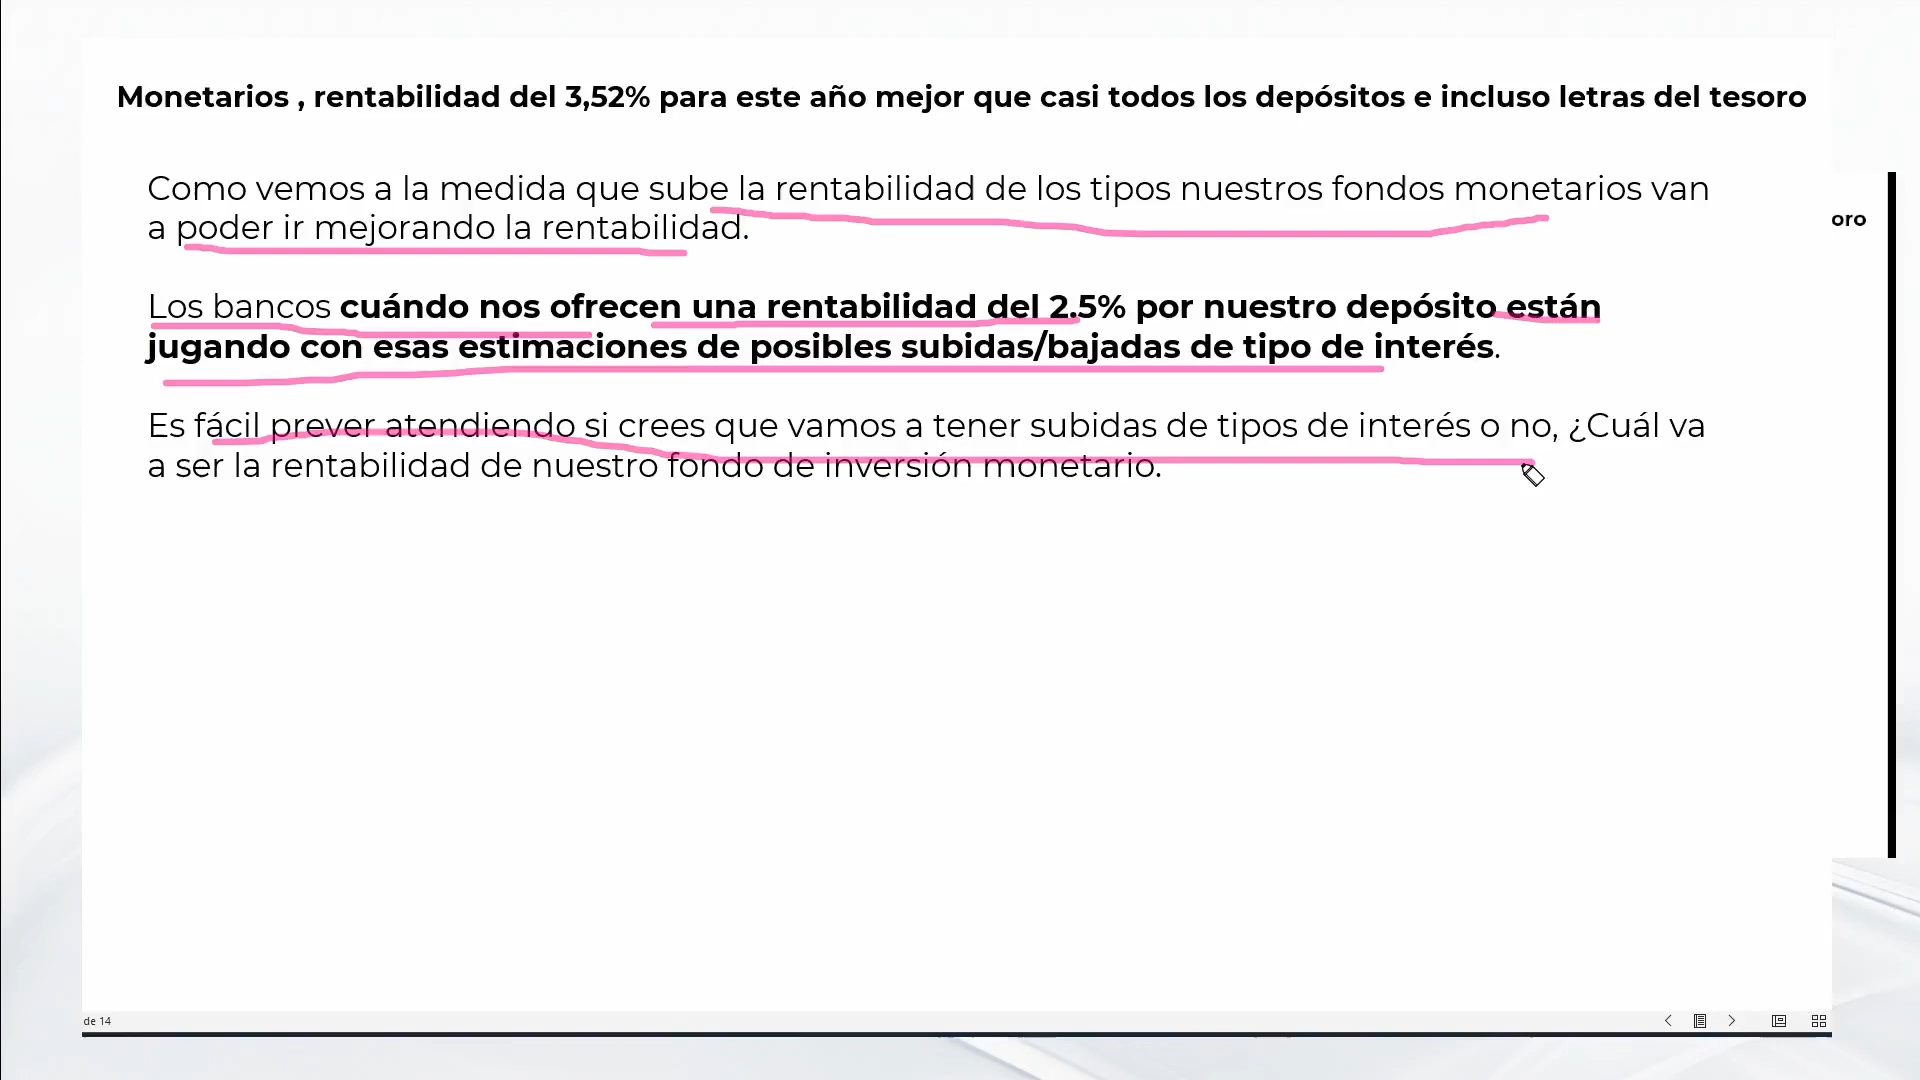 Monetarios , rentabilidad del 3,52% para este año mejor que casi todos los depósitos e incluso letras del tesoro
Como vemos a la medida que sube la rentabilidad de los tipos nuestros fondos monetarios van
a poder ir mejorando la rentabilidad.
oro
Los bancos cuándo nos ofrecen una rentabilidad del 2.5% por nuestro depósito están
jugando con esas estimaciones de posibles subidas/bajadas de tipo de interés.
Es fácil prever atendiendo si crees que vamos a tener subidas de tipos de interés o no, ¿Cuál va
a ser la rentabilidad de nuestro fondo de inversión monetario.
de 14